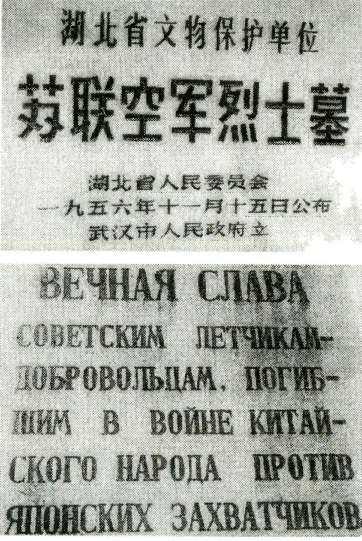 湖北省文物保护单位
苏联空军烈士墓
湖北省人民委员会
一九五六年十一月十五日公布
武汉市人民政府立
ВЕЧНАЯ СЛАВА
СОВЕТСКИМ ЛЕТЧИКАМ-
ДОБРОВОЛЬЦАМ, ПОГИБ-
ШИМ В ВОЙНЕ КИТАЙ-
СКОГО НАРОДА ПРОТИВ
ЯПОНСКИХ ЗАХВАТЧИКОВ